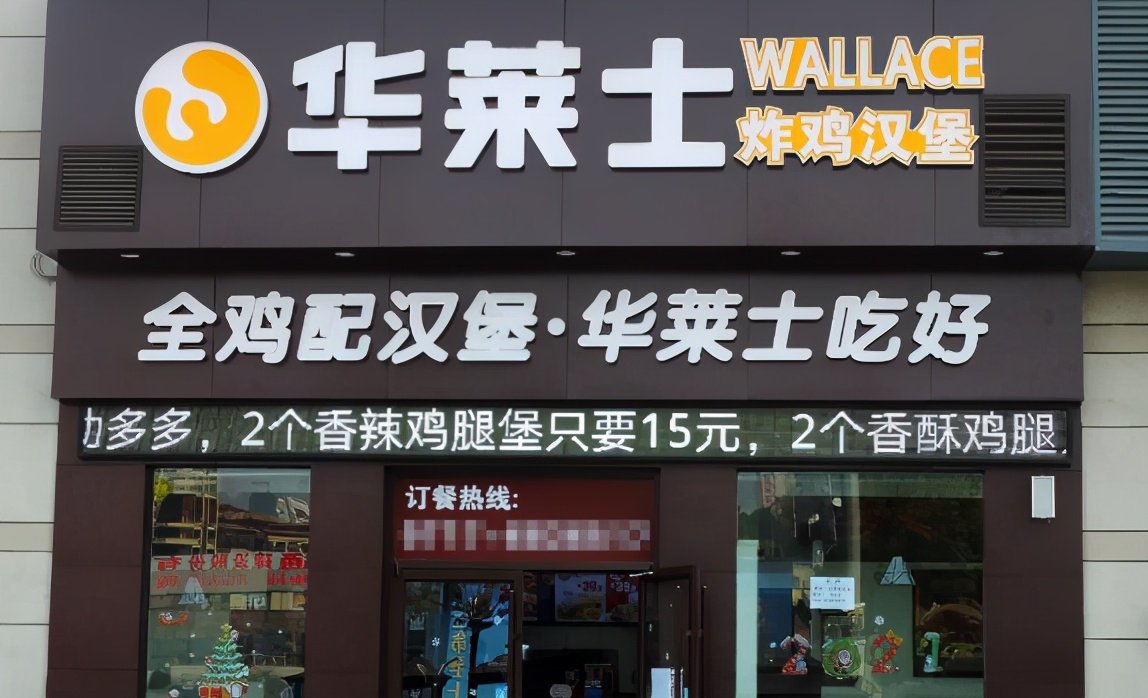 华莱士
WALLACE
炸鸡汉堡
全鸡配汉堡·华莱士吃好
多多，2个香辣鸡腿堡只要15元，2个香酥鸡腿
订餐热线: